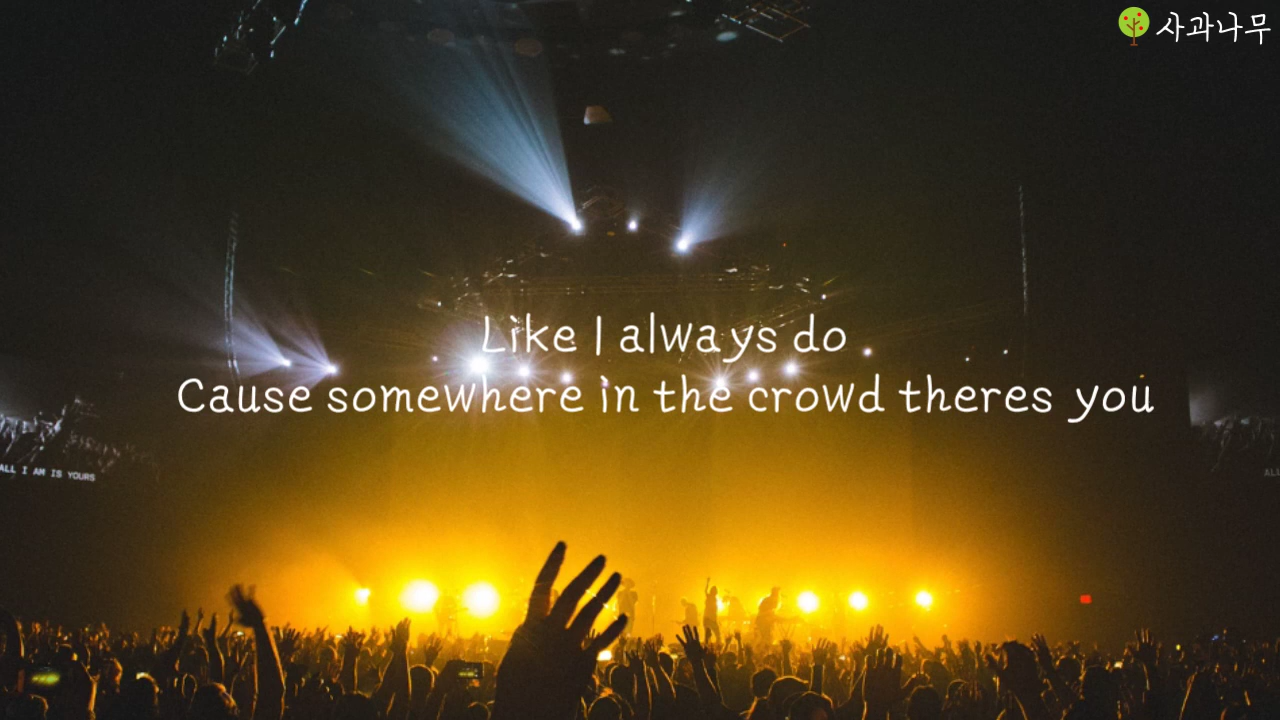 사과나무
Like I always do
Cause somewhere in the crowd theres you
ALL I AM IS YOURS